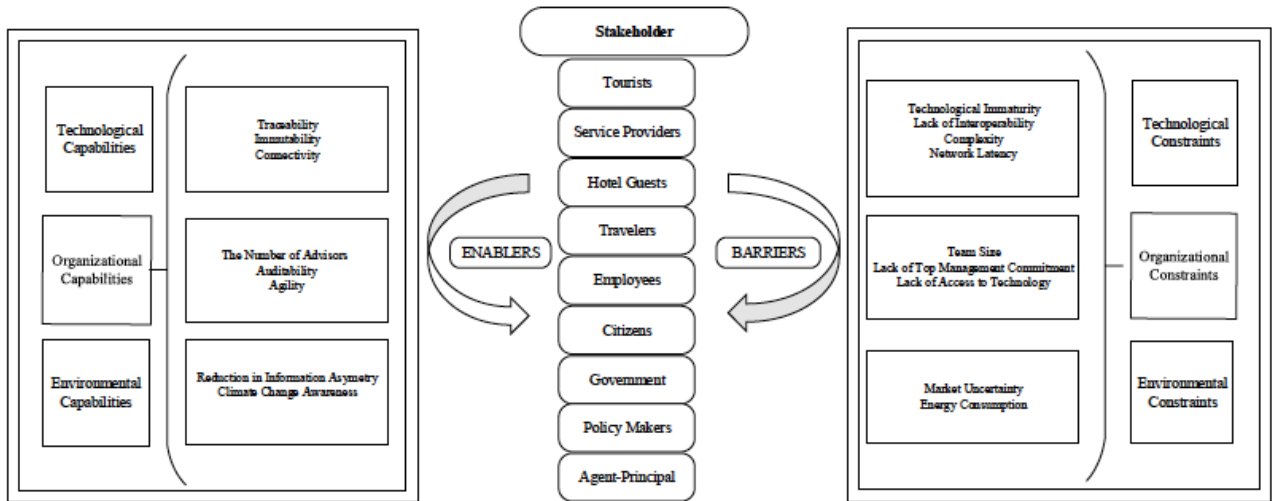 Technological
Capabilities
Traceability
Immutability
Connectivity
Organizational
Capabilities
The Number of Advisors
Auditability
Agility
Environmental
Capabilities
Reduction in Information Asymetry
Climate Change Awareness
ENABLERS
Stakeholder
Tourists
Service Providers
Hotel Guests
Travelers
Employees
Citizens
Government
Policy Makers
Agent-Principal
BARRIERS
Technological Immaturity
Lack of Interoperability
Complexity
Network Latency
Technological
Constraints
Team Size
Lack of Top Management Commitment
Lack of Access to Technology
Organizational
Constraints
Market Uncertainty
Energy Consumption
Environmental
Constraints